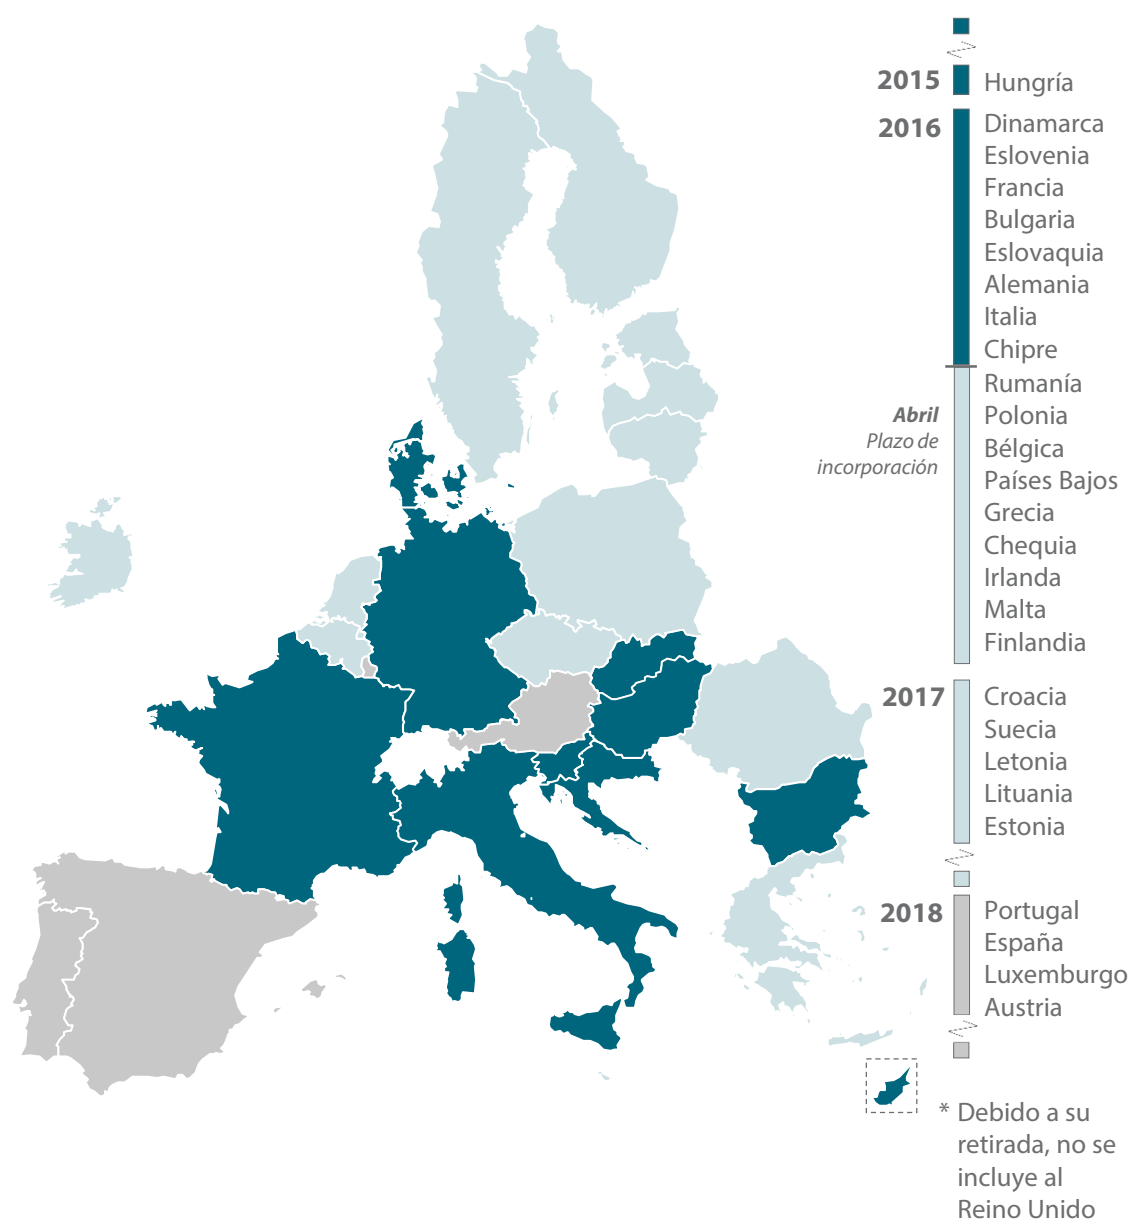 2015
Hungría
2016
Dinamarca
Eslovenia
Francia
Bulgaria
Eslovaquia
Alemania
Italia
Chipre
Abril
Plazo de
incorporación
Rumanía
Polonia
Bélgica
Países Bajos
Grecia
Chequia
Irlanda
Malta
Finlandia
2017
Croacia
Suecia
Letonia
Lituania
Estonia
2018
Portugal
España
Luxemburgo
Austria
* Debido a su
retirada, no se
incluye al
Reino Unido